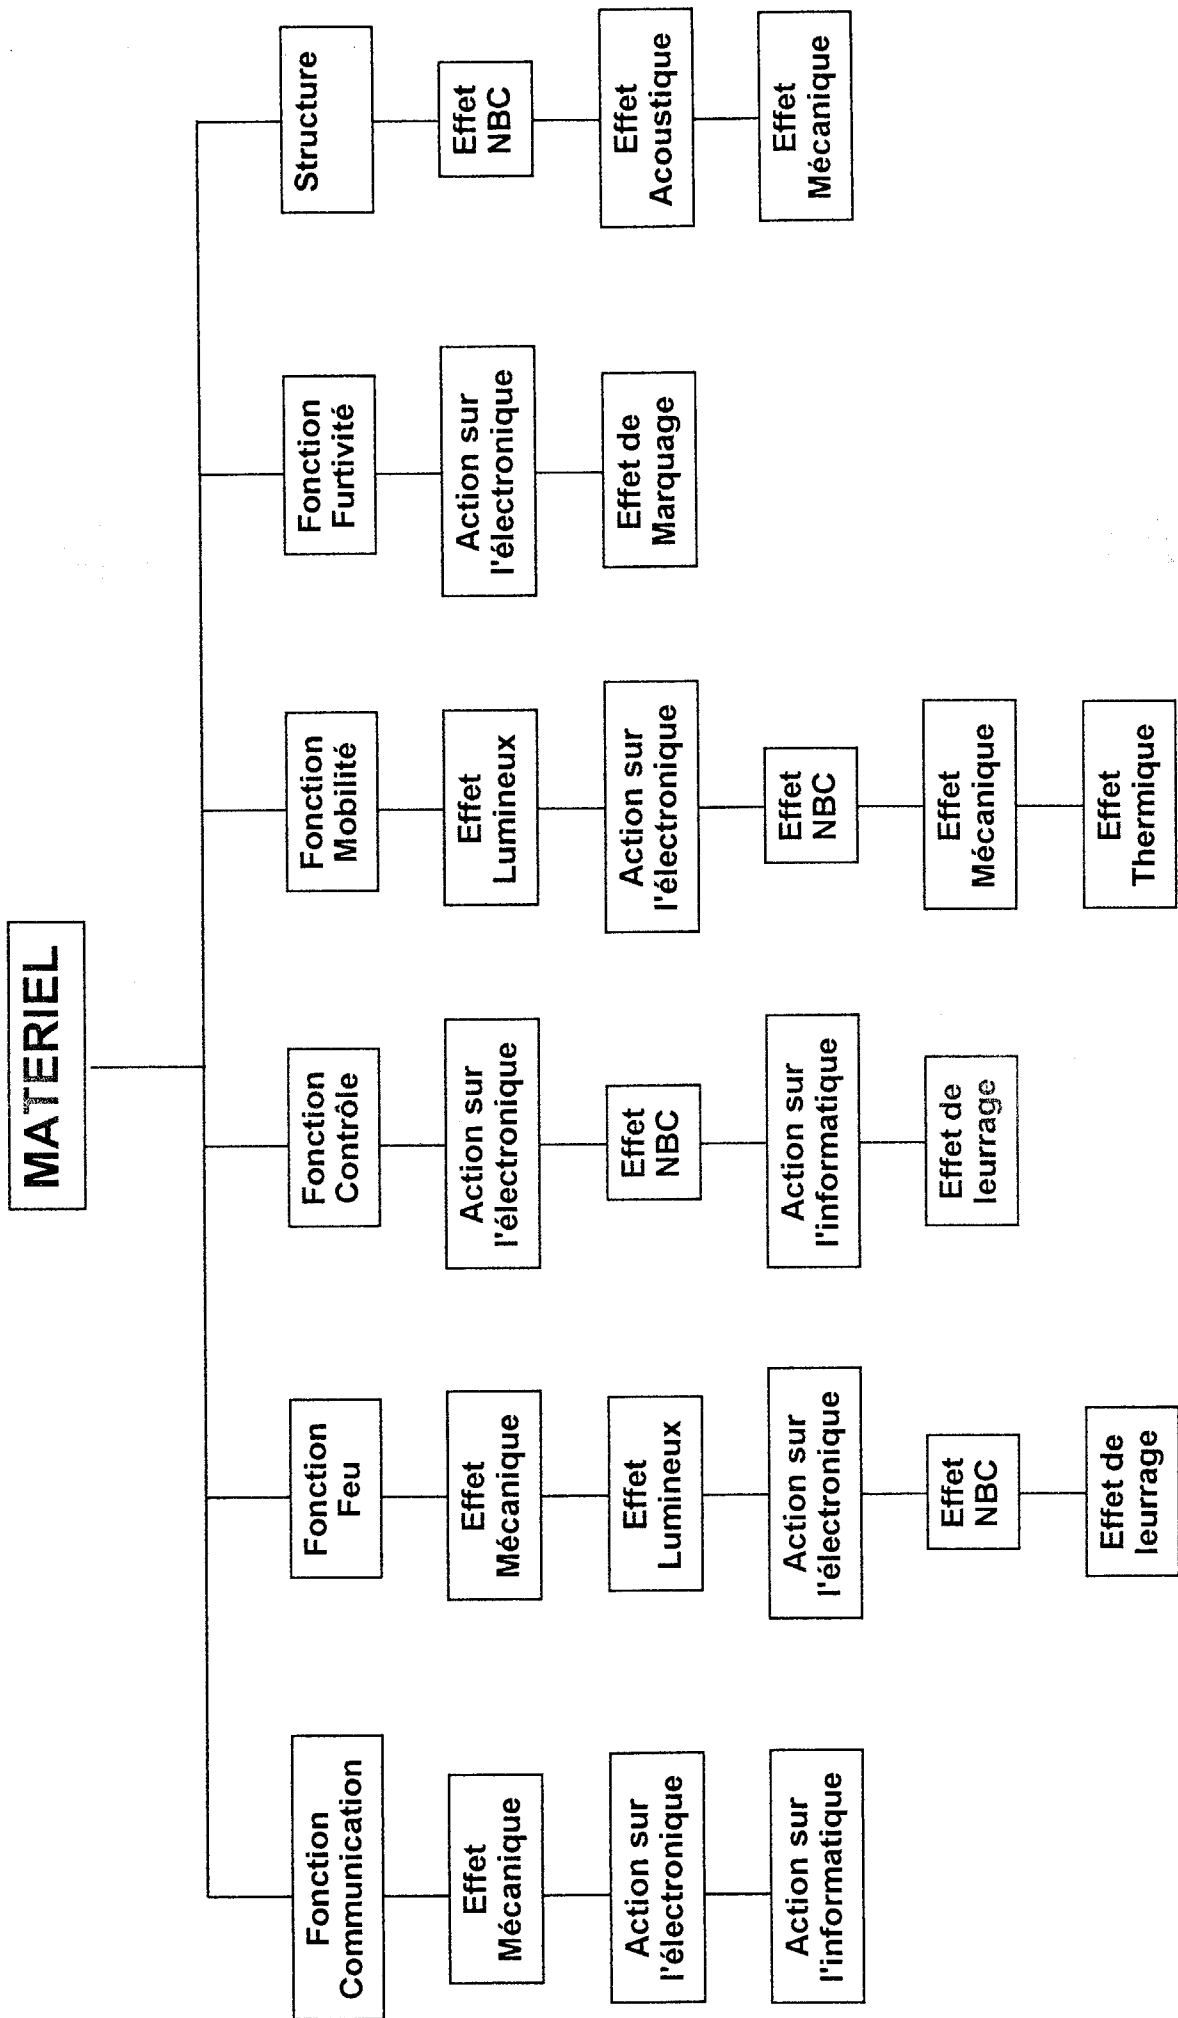 MATERIEL
Fonction
Communication
Effet
Mécanique
Action sur
l'électronique
Action sur
l'informatique
Fonction
Feu
Effet
Mécanique
Effet
Lumineux
Action sur
l'électronique
Effet
NBC
Effet de
leurrage
Fonction
Contrôle
Action sur
l'électronique
Effet
NBC
Action sur
l'informatique
Effet de
leurrage
Fonction
Mobilité
Effet
Lumineux
Action sur
l'électronique
Effet
NBC
Effet
Mécanique
Effet
Thermique
Fonction
Furtivité
Action sur
l'électronique
Effet de
Marquage
Structure
Effet
NBC
Effet
Acoustique
Effet
Mécanique